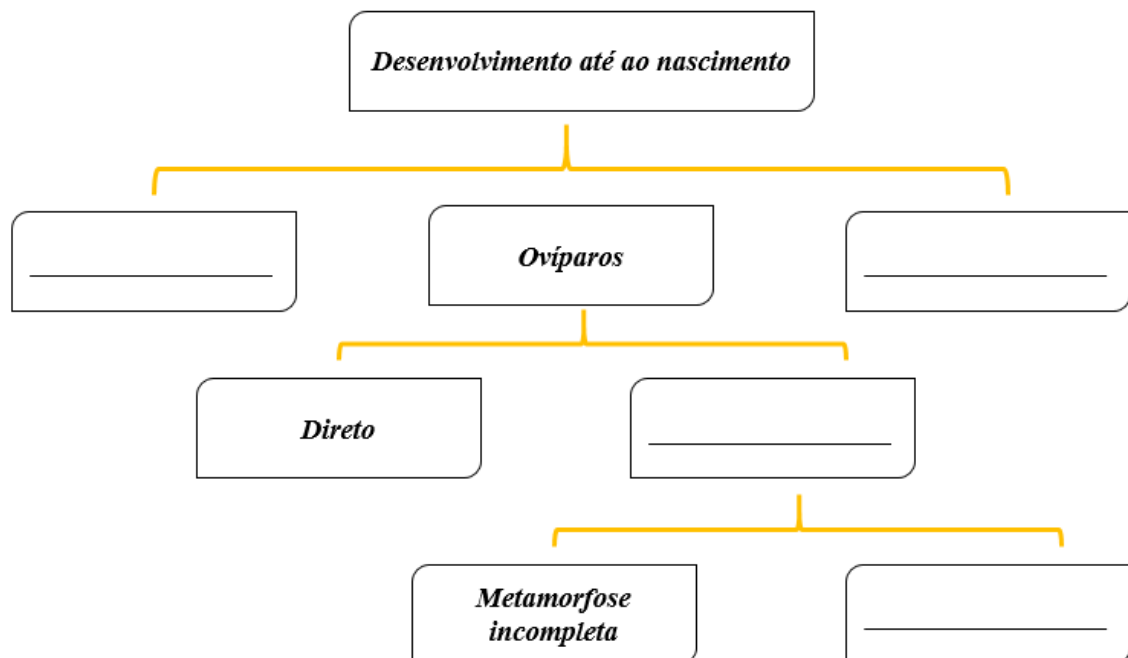 Desenvolvimento até ao nascimento
Ovíparos
Direto
Metamorfose
incompleta